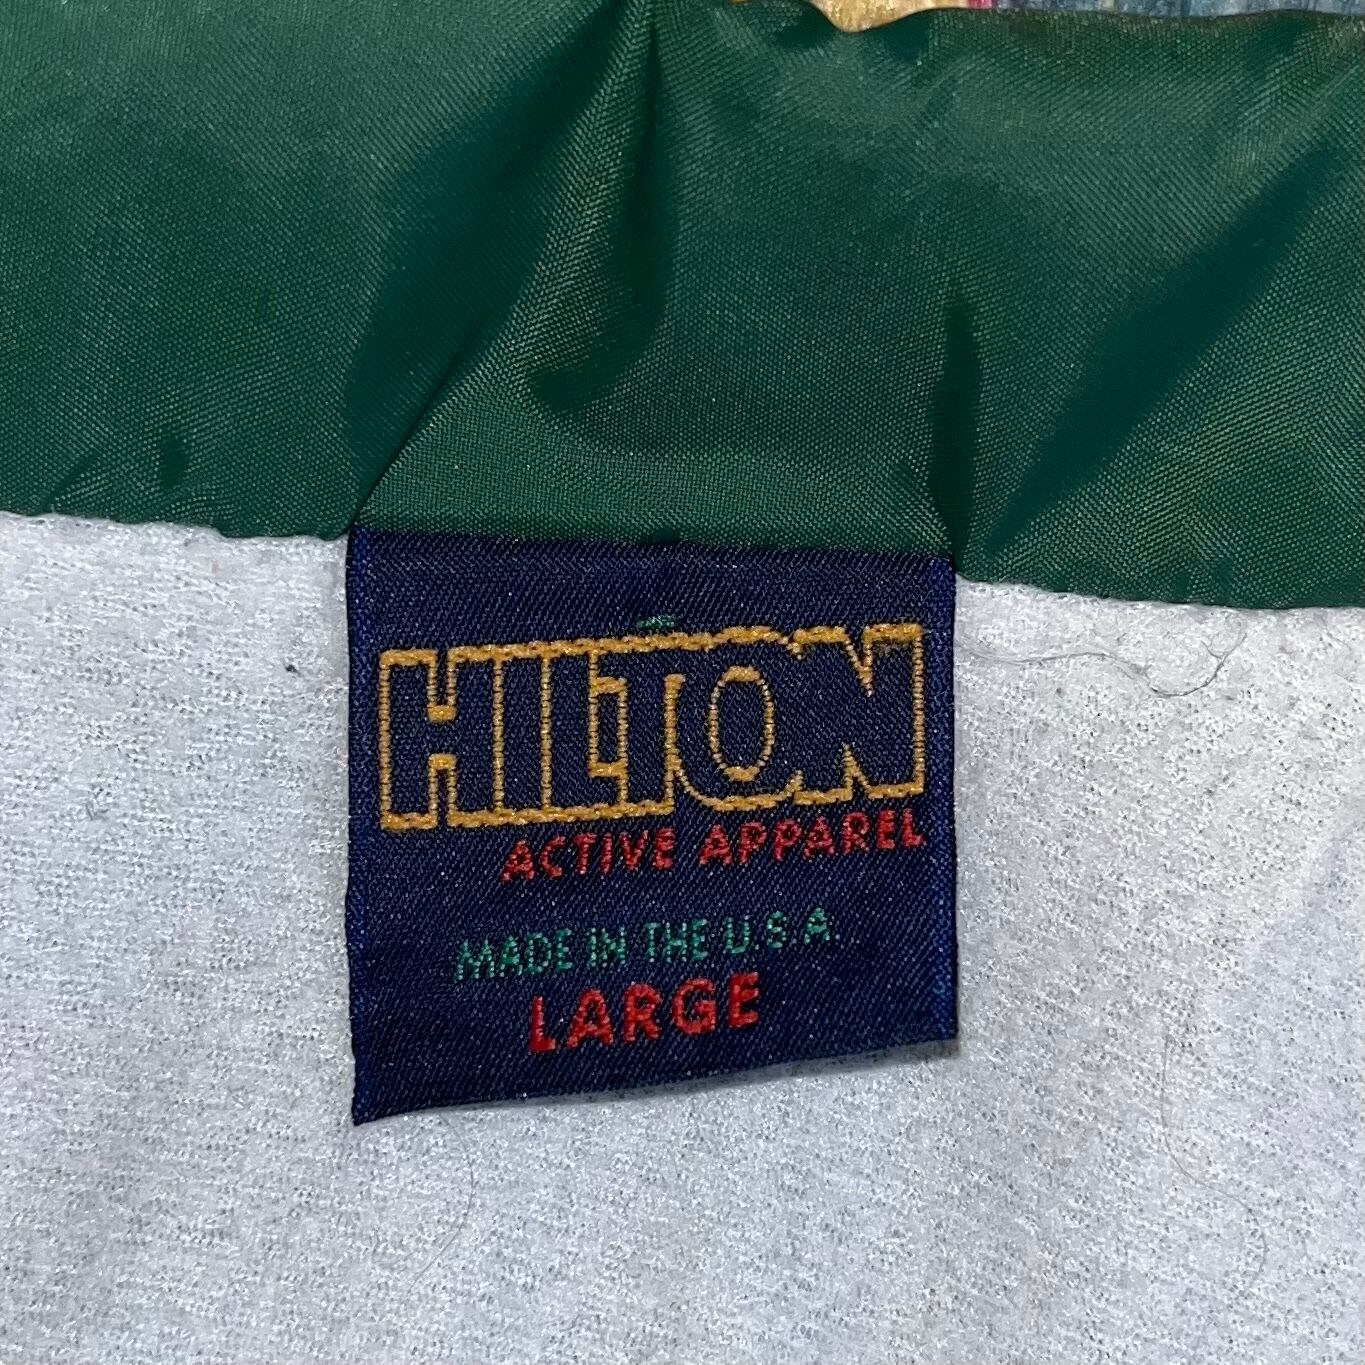 HILTON
ACTIVE APPAREL
MADE IN THE U.S.A.
LARGE